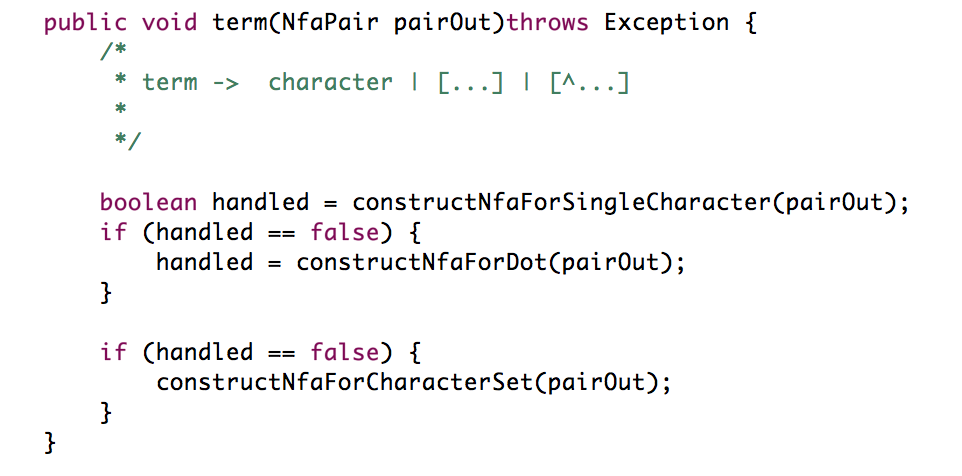 public void term(NfaPair pairOut)throws Exception {
    /*
     * term ->  character | [...] | [^...]
     *
     */

    boolean handled = constructNfaForSingleCharacter(pairOut);
    if (handled == false) {
        handled = constructNfaForDot(pairOut);
    }

    if (handled == false) {
        constructNfaForCharacterSet(pairOut);
    }
}